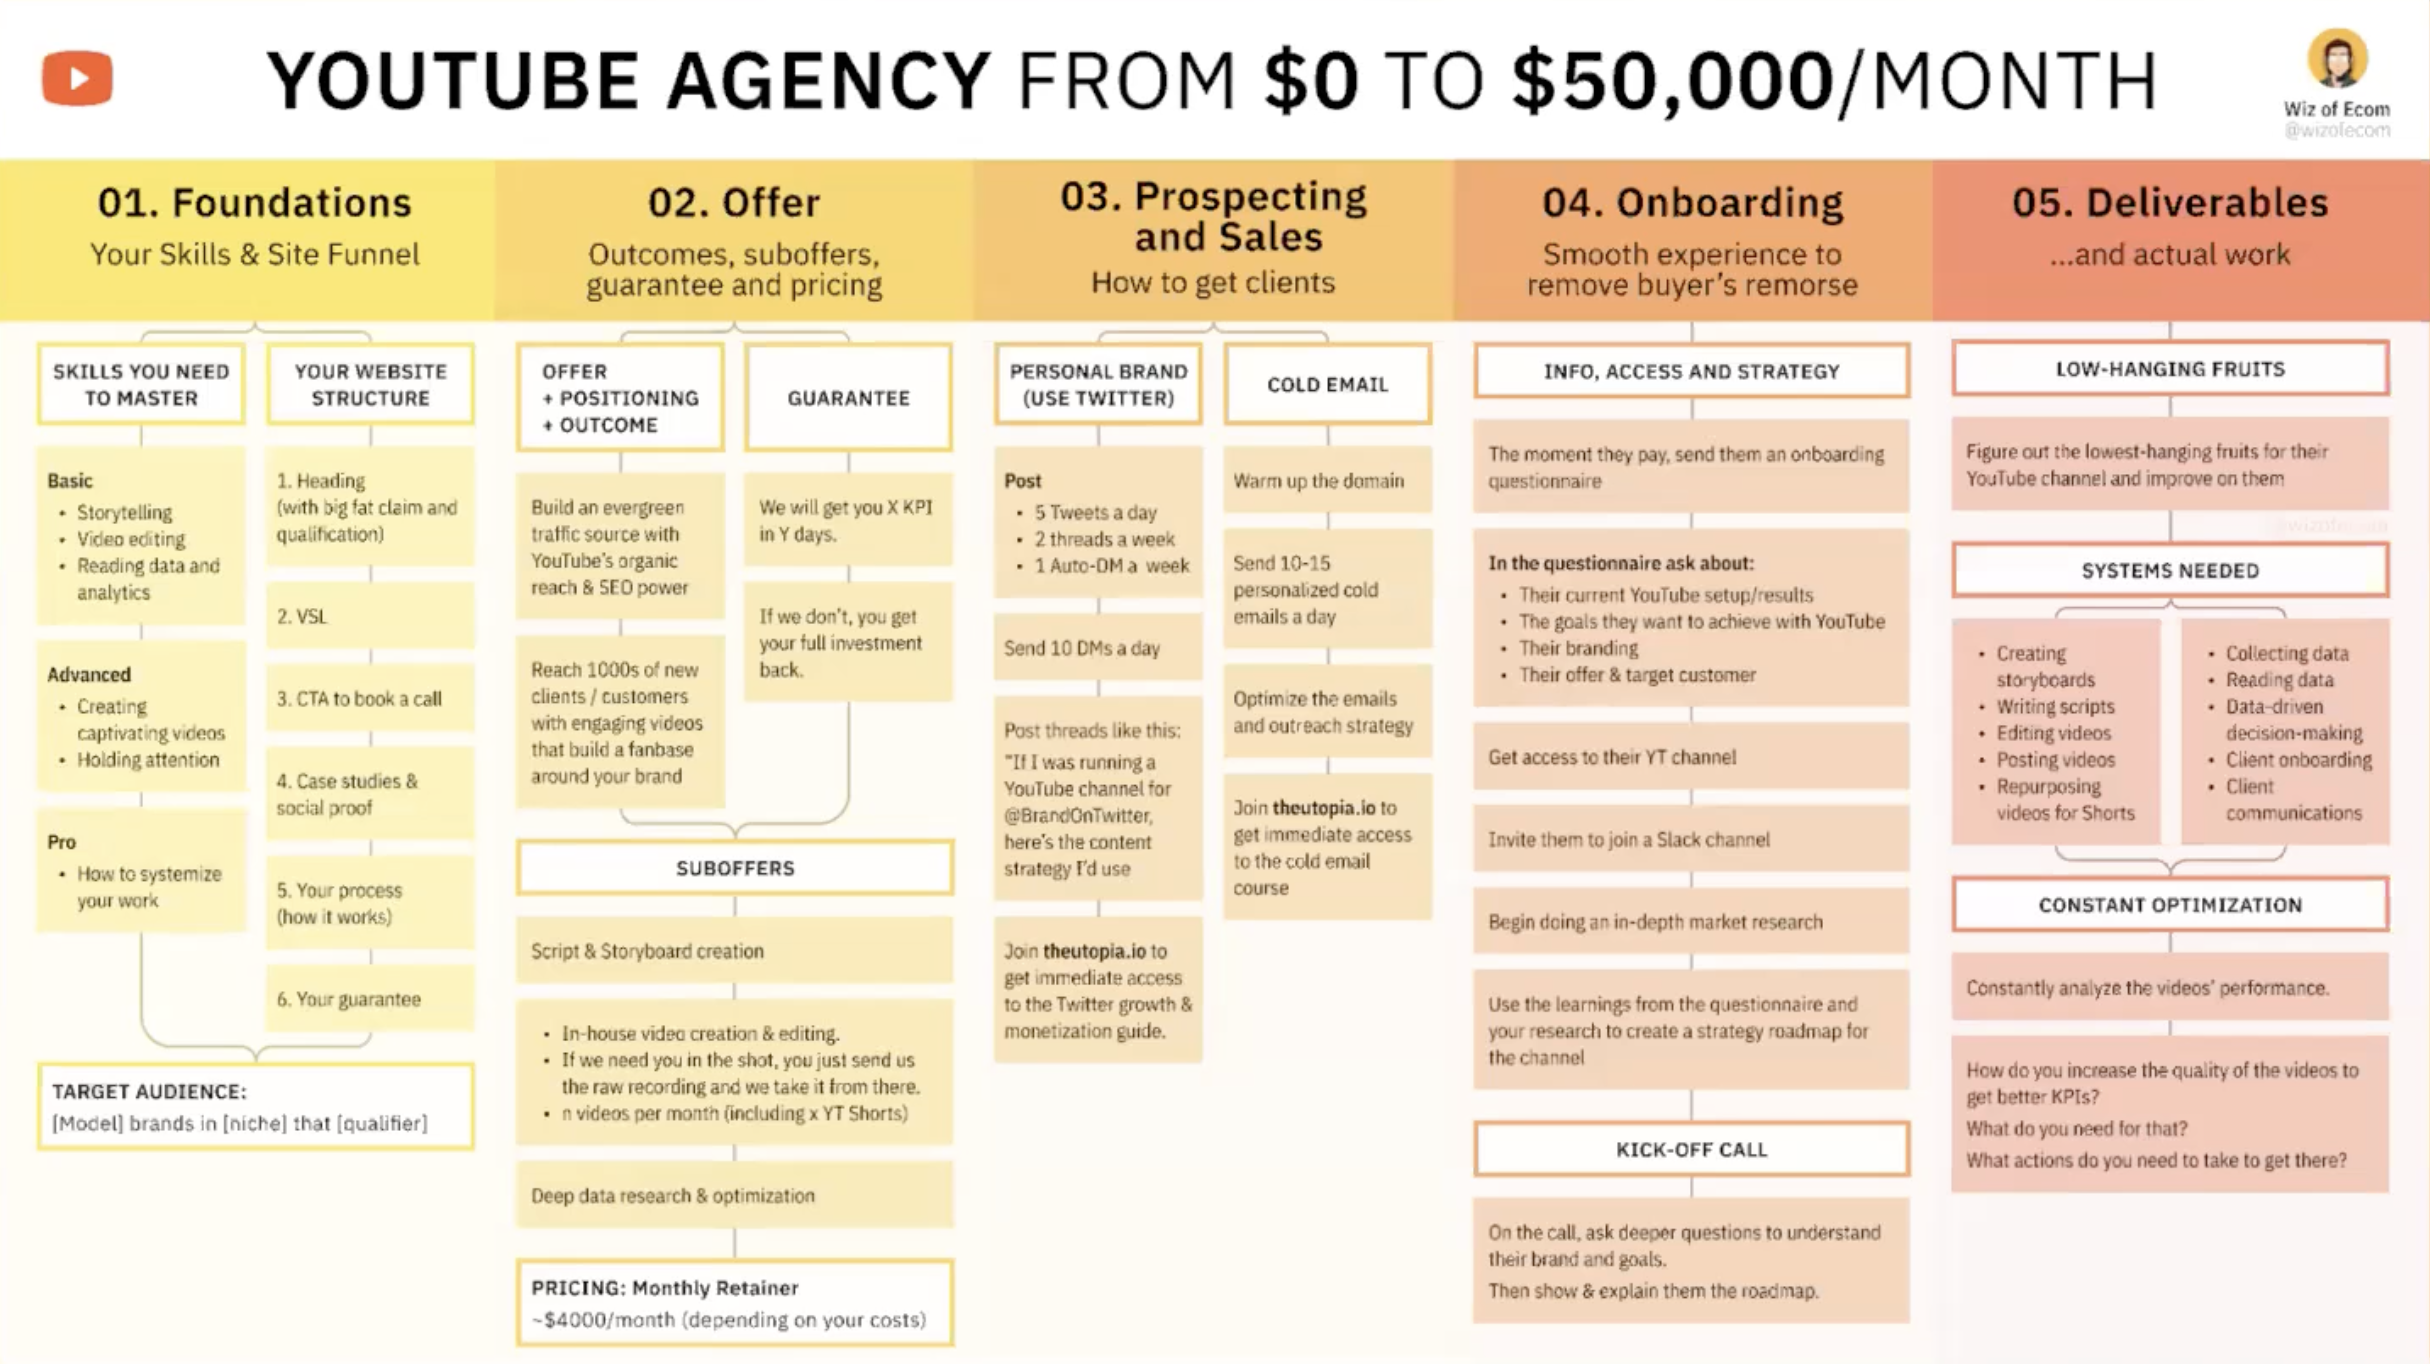 YOUTUBE AGENCY FROM $0 TO $50,000/MONTH
Wiz of Ecom
@wizofecom
01. Foundations
Your Skills & Site Funnel
SKILLS YOU NEED
TO MASTER
Basic
• Storytelling
• Video editing
• Reading data and
analytics
Advanced
• Creating
captivating videos
• Holding attention
Pro
• How to systemize
your work
YOUR WEBSITE
STRUCTURE
1. Heading
(with big fat claim and
qualification)
2. VSL
3. CTA to book a call
4. Case studies &
social proof
5. Your process
(how it works)
6. Your guarantee
TARGET AUDIENCE:
[Model] brands in [niche] that [qualifier]
02. Offer
Outcomes, suboffers,
guarantee and pricing
OFFER
+ POSITIONING
+ OUTCOME
Build an evergreen
traffic source with
YouTube's organic
reach & SEO power
Reach 1000s of new
clients / customers
with engaging videos
that build a fanbase
around your brand
GUARANTEE
We will get you X KPI
in Y days.
If we don't, you get
your full investment
back.
SUBOFFERS
Script & Storyboard creation
• In-house video creation & editing.
• If we need you in the shot, you just send us
the raw recording and we take it from there.
• n videos per month (including x YT Shorts)
Deep data research & optimization
PRICING: Monthly Retainer
~$4000/month (depending on your costs)
03. Prospecting
and Sales
How to get clients
PERSONAL BRAND
(USE TWITTER)
Post
• 5 Tweets a day
• 2 threads a week
• 1 Auto-DM a week
Send 10 DMs a day
Post threads like this:
"If I was running a
YouTube channel for
@BrandOnTwitter,
here's the content
strategy I'd use
Join theutopia.io to
get immediate access
to the Twitter growth &
monetization guide.
COLD EMAIL
Warm up the domain
Send 10-15
personalized cold
emails a day
Optimize the emails
and outreach strategy
Join theutopia.io to
get immediate access
to the cold email
course
04. Onboarding
Smooth experience to
remove buyer's remorse
INFO, ACCESS AND STRATEGY
The moment they pay, send them an onboarding
questionnaire
In the questionnaire ask about:
• Their current YouTube setup/results
• The goals they want to achieve with YouTube
• Their branding
• Their offer & target customer
Get access to their YT channel
Invite them to join a Slack channel
Begin doing an in-depth market research
Use the learnings from the questionnaire and
your research to create a strategy roadmap for
the channel
KICK-OFF CALL
On the call, ask deeper questions to understand
their brand and goals.
Then show & explain them the roadmap.
05. Deliverables
...and actual work
LOW-HANGING FRUITS
Figure out the lowest-hanging fruits for their
YouTube channel and improve on them
@wizofecom
SYSTEMS NEEDED
• Creating
storyboards
• Writing scripts
• Editing videos
• Posting videos
• Repurposing
videos for Shorts
• Collecting data
• Reading data
• Data-driven
decision-making
• Client onboarding
• Client
communications
CONSTANT OPTIMIZATION
Constantly analyze the videos' performance.
How do you increase the quality of the videos to
get better KPIs?
What do you need for that?
What actions do you need to take to get there?